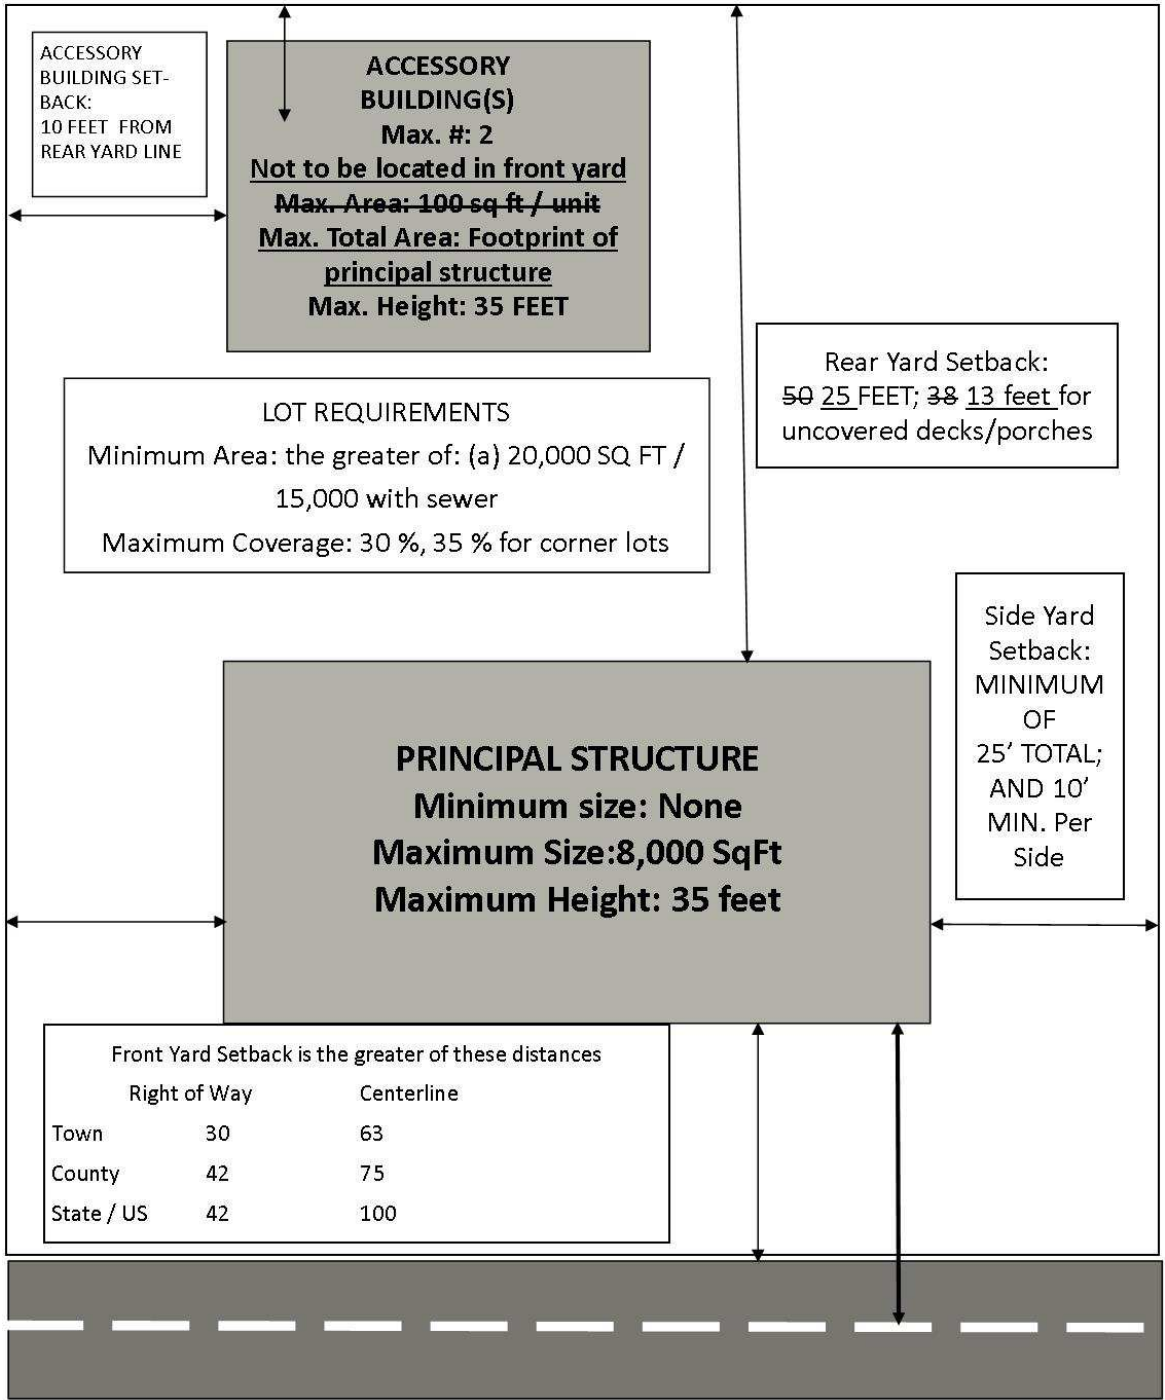 ACCESSORY
BUILDING SET-
BACK:
10 FEET FROM
REAR YARD LINE
ACCESSORY
BUILDING(S)
Max. #: 2
Not to be located in front yard
Max. Area: 100 sq ft / unit
Max. Total Area: Footprint of
principal structure
Max. Height: 35 FEET
Rear Yard Setback:
50 25 FEET; 38 13 feet for
uncovered decks/porches
LOT REQUIREMENTS
Minimum Area: the greater of: (a) 20,000 SQ FT /
15,000 with sewer
Maximum Coverage: 30 %, 35 % for corner lots
Side Yard
Setback:
MINIMUM
OF
25’ TOTAL;
AND 10’
MIN. Per
Side
PRINCIPAL STRUCTURE
Minimum size: None
Maximum Size:8,000 SqFt
Maximum Height: 35 feet
Front Yard Setback is the greater of these distances
Right of Way Centerline
Town 30 63
County 42 75
State / US 42 100